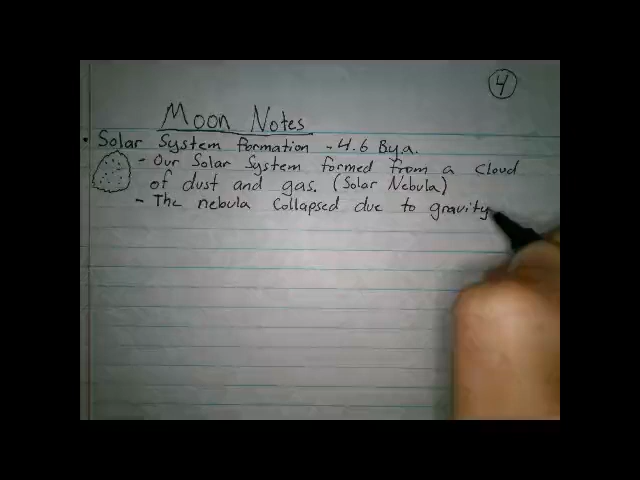 4
Moon Notes
• Solar System formation ~4.6 B.y.a.
- Our Solar System formed from a cloud
of dust and gas. (Solar Nebula)
- The nebula collapsed due to gravity